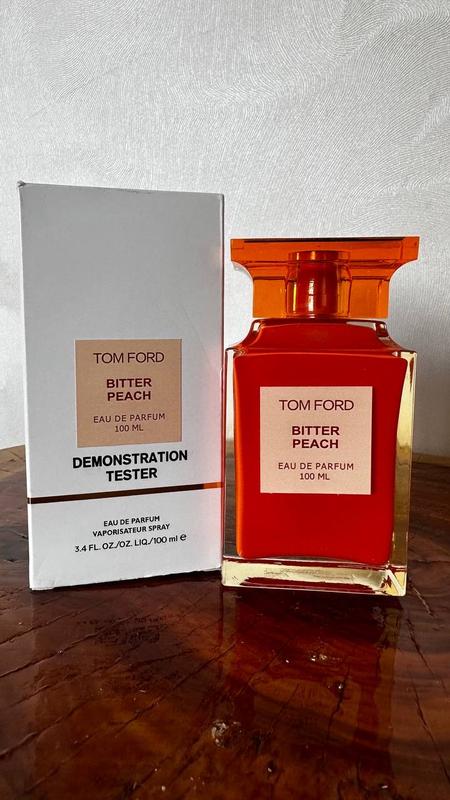 TOM FORD
BITTER
PEACH
EAU DE PARFUM
100 ML
DEMONSTRATION
TESTER
EAU DE PARFUM
VAPORISATEUR SPRAY
3.4 FL. OZ./OZ. LIQ./100 ml ℮
TOM FORD
BITTER
PEACH
EAU DE PARFUM
100 ML